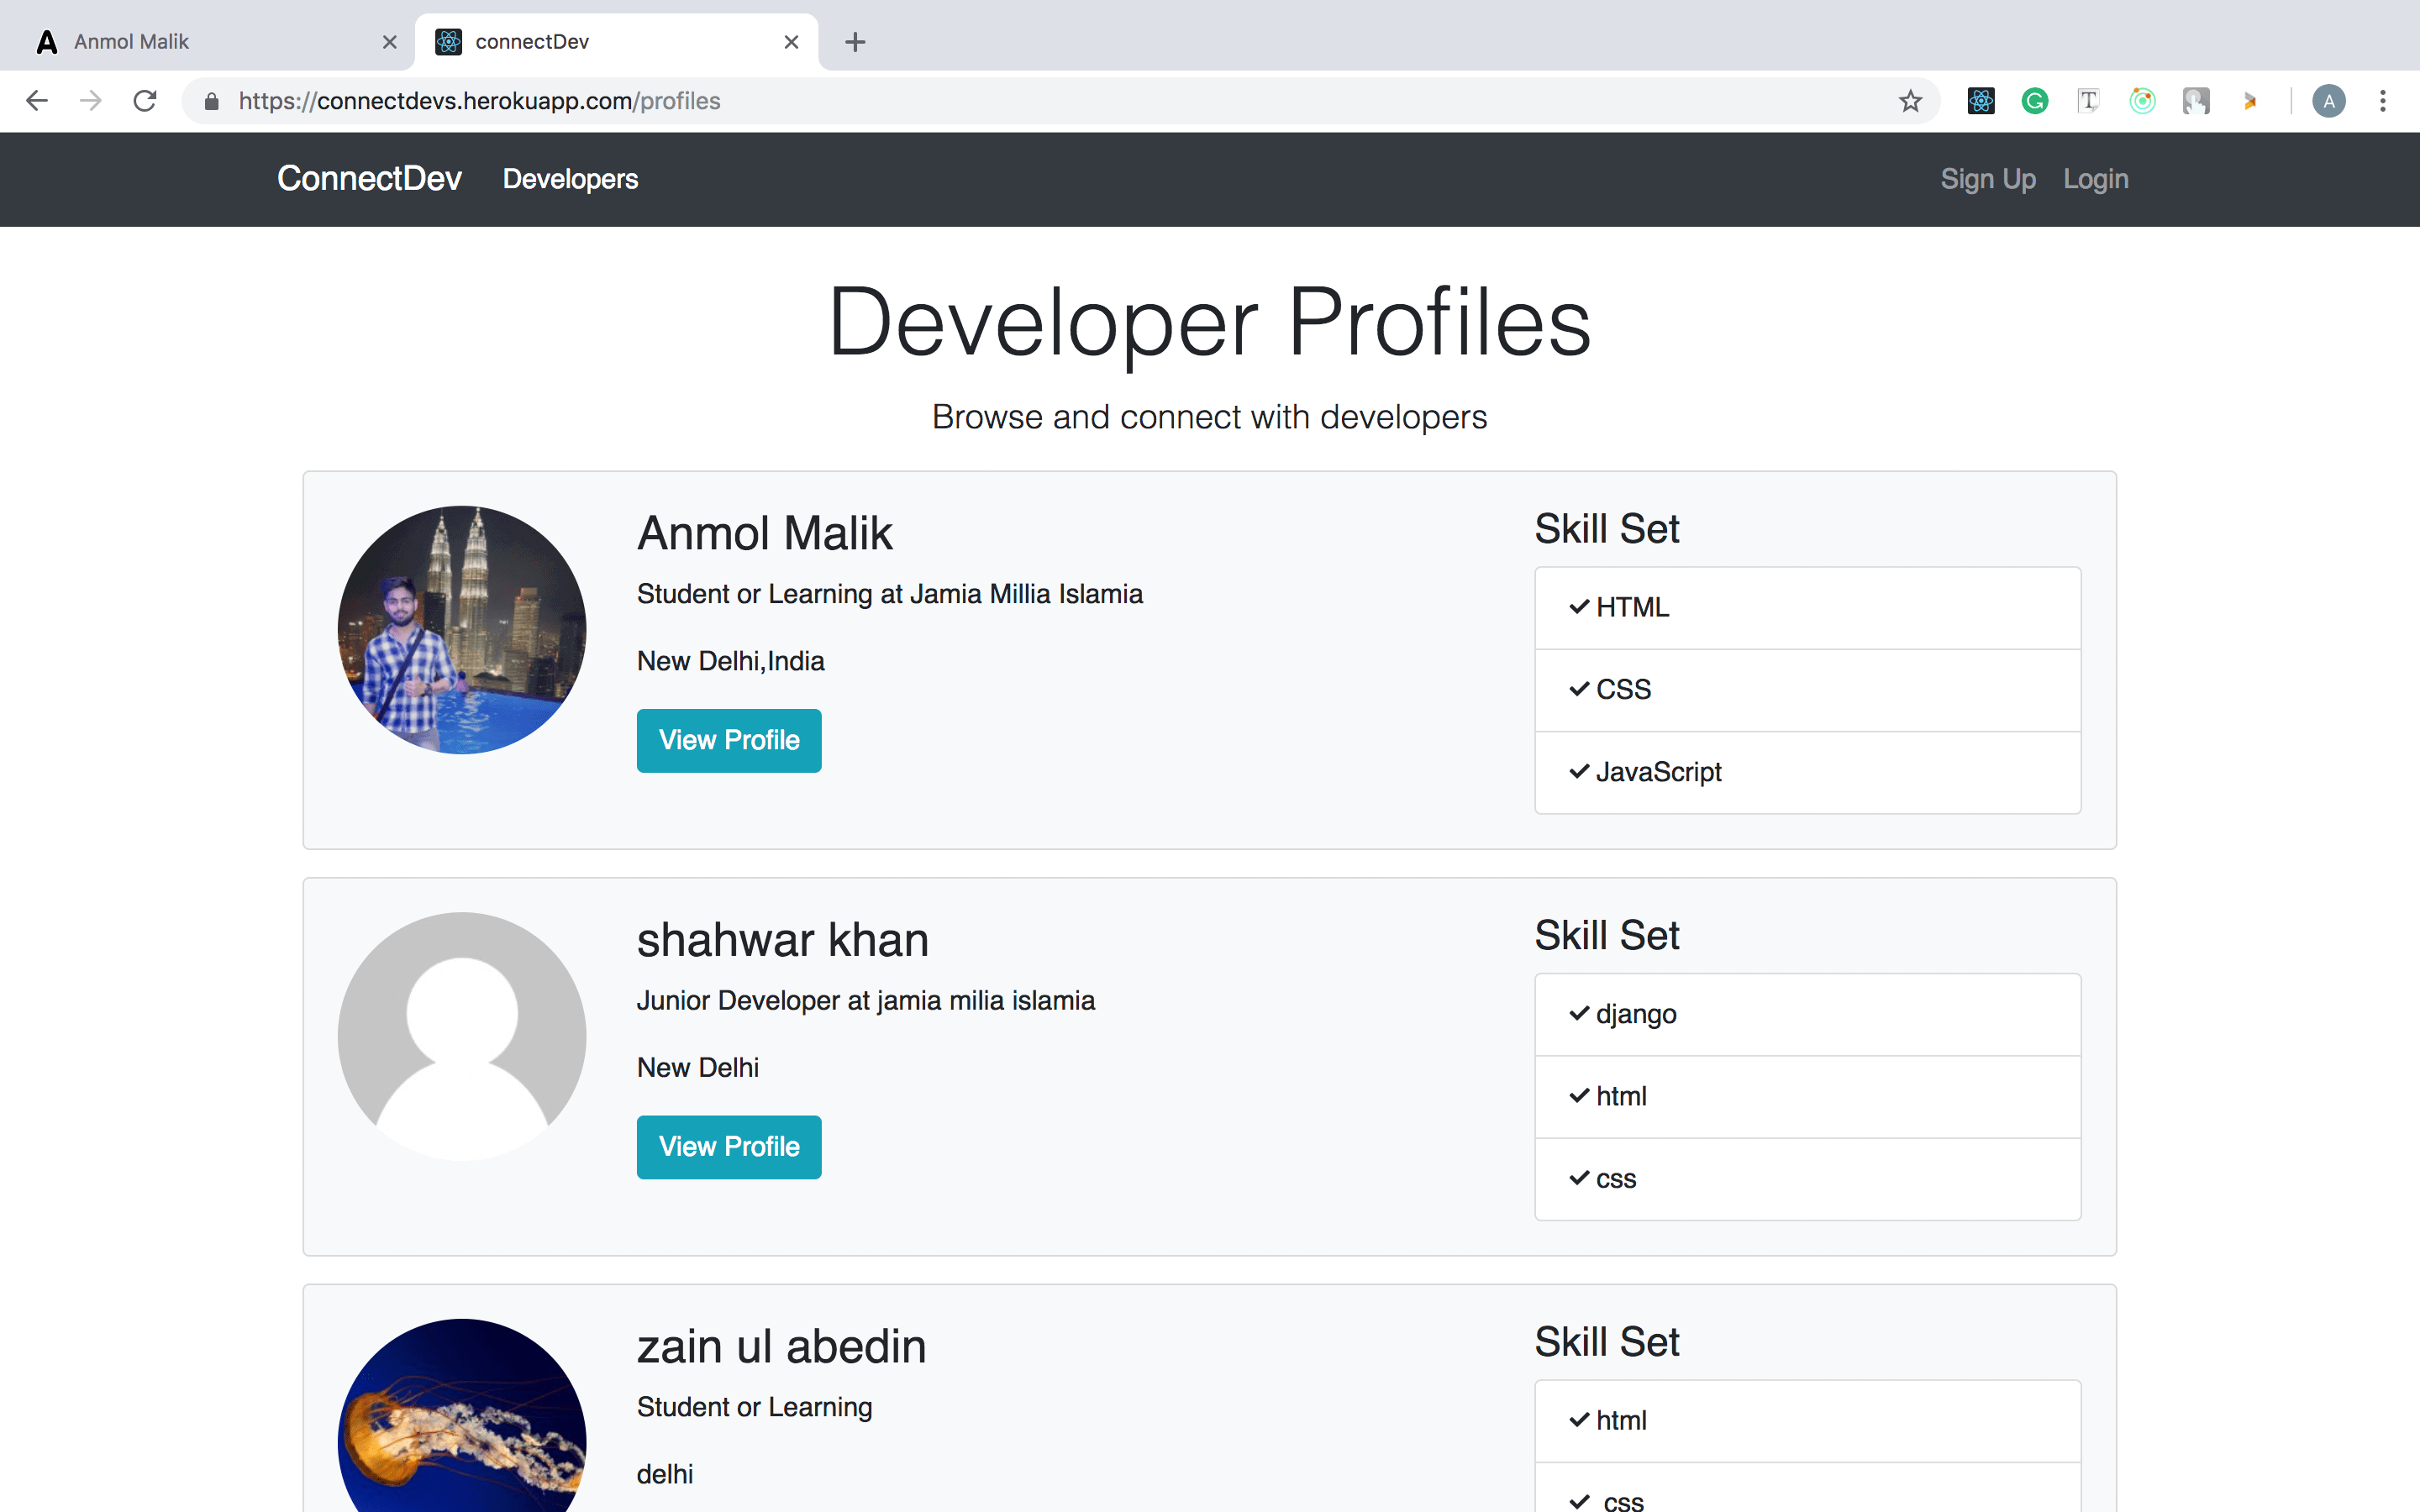 Anmol Malik
connectDev
https://connectdevs.herokuapp.com/profiles
A
ConnectDev Developers Sign Up Login
Developer Profiles
Browse and connect with developers
Anmol Malik
Student or Learning at Jamia Millia Islamia
New Delhi,India
View Profile
Skill Set
HTML
CSS
JavaScript
shahwar khan
Junior Developer at jamia milia islamia
New Delhi
View Profile
Skill Set
django
html
css
zain ul abedin
Student or Learning
delhi
Skill Set
html
css